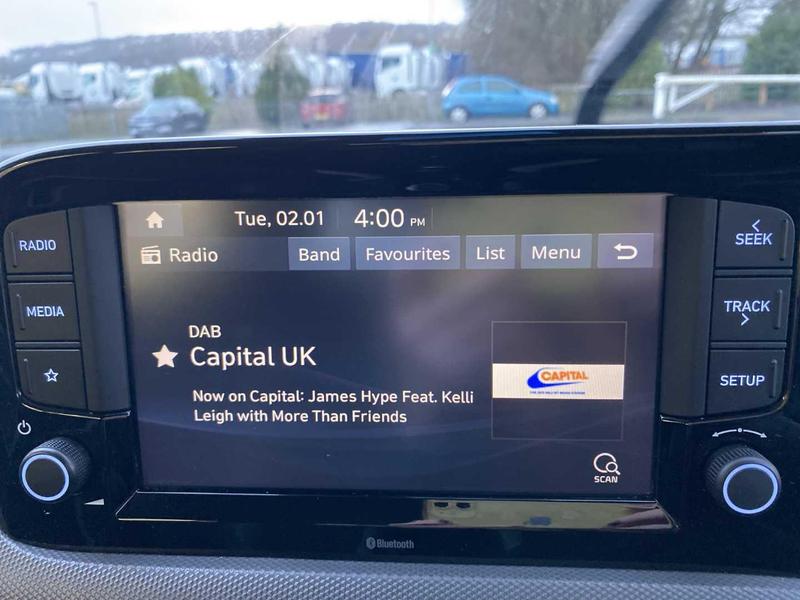 Tue, 02.01 4:00 PM
RADIO
Radio
Band
Favourites
List
Menu
SEEK
MEDIA
TRACK
DAB
Capital UK
CAPITAL
Now on Capital: James Hype Feat. Kelli
Leigh with More Than Friends
SETUP
SCAN
Bluetooth